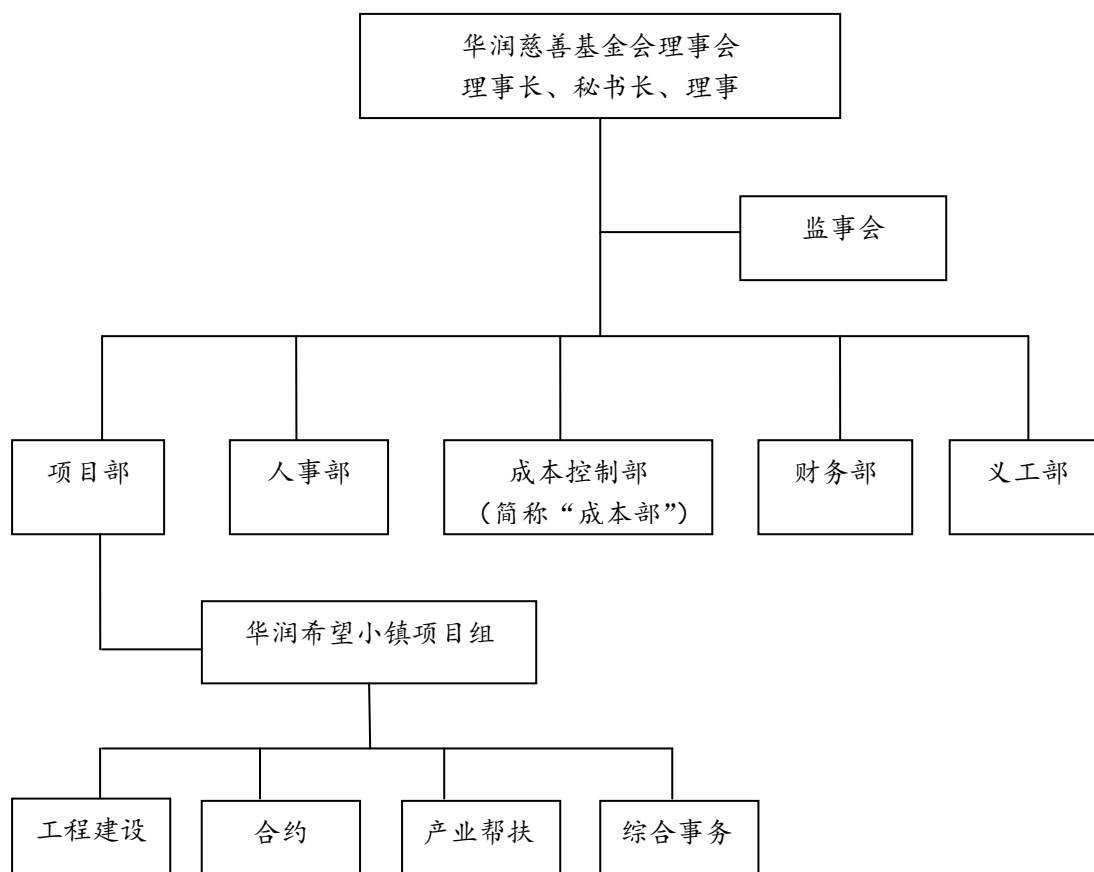 华润慈善基金会理事会
理事长、秘书长、理事
监事会
项目部
人事部
成本控制部
（简称“成本部”）
财务部
义工部
华润希望小镇项目组
工程建设
合约
产业帮扶
综合事务